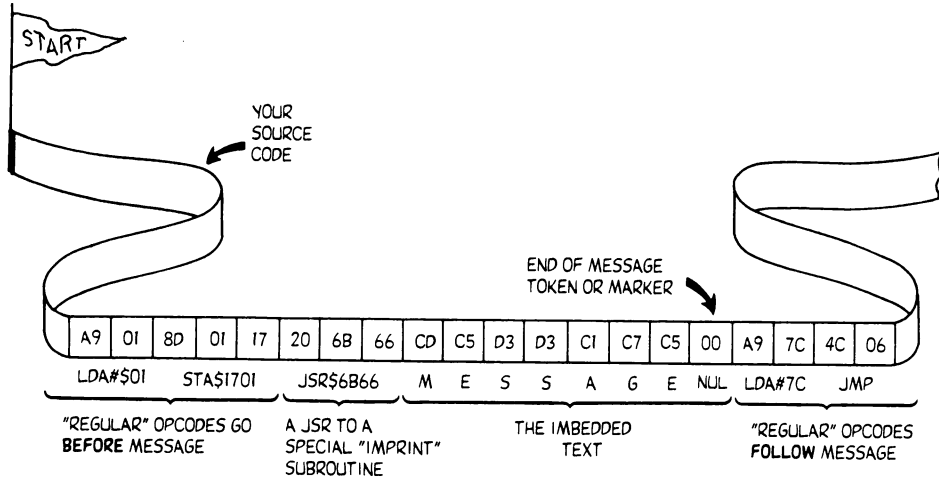 START
YOUR
SOURCE
CODE
END OF MESSAGE
TOKEN OR MARKER
A9 01 8D 01 17 20 6B 66 CD C5 D3 D3 C1 C7 C5 00 A9 7C 4C 06
LDA#$01 STA$1701 JSR$6B66 M E S S A G E NUL LDA#7C JMP
"REGULAR" OPCODES GO
BEFORE MESSAGE
A JSR TO A
SPECIAL "IMPRINT"
SUBROUTINE
THE IMBEDDED
TEXT
"REGULAR" OPCODES
FOLLOW MESSAGE